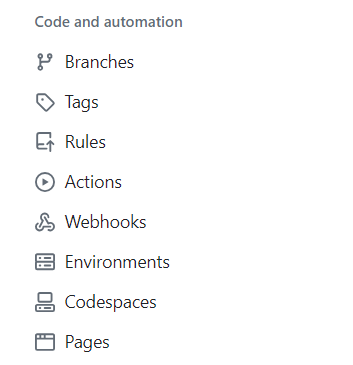 Code and automation
Branches
Tags
Rules
Actions
Webhooks
Environments
Codespaces
Pages